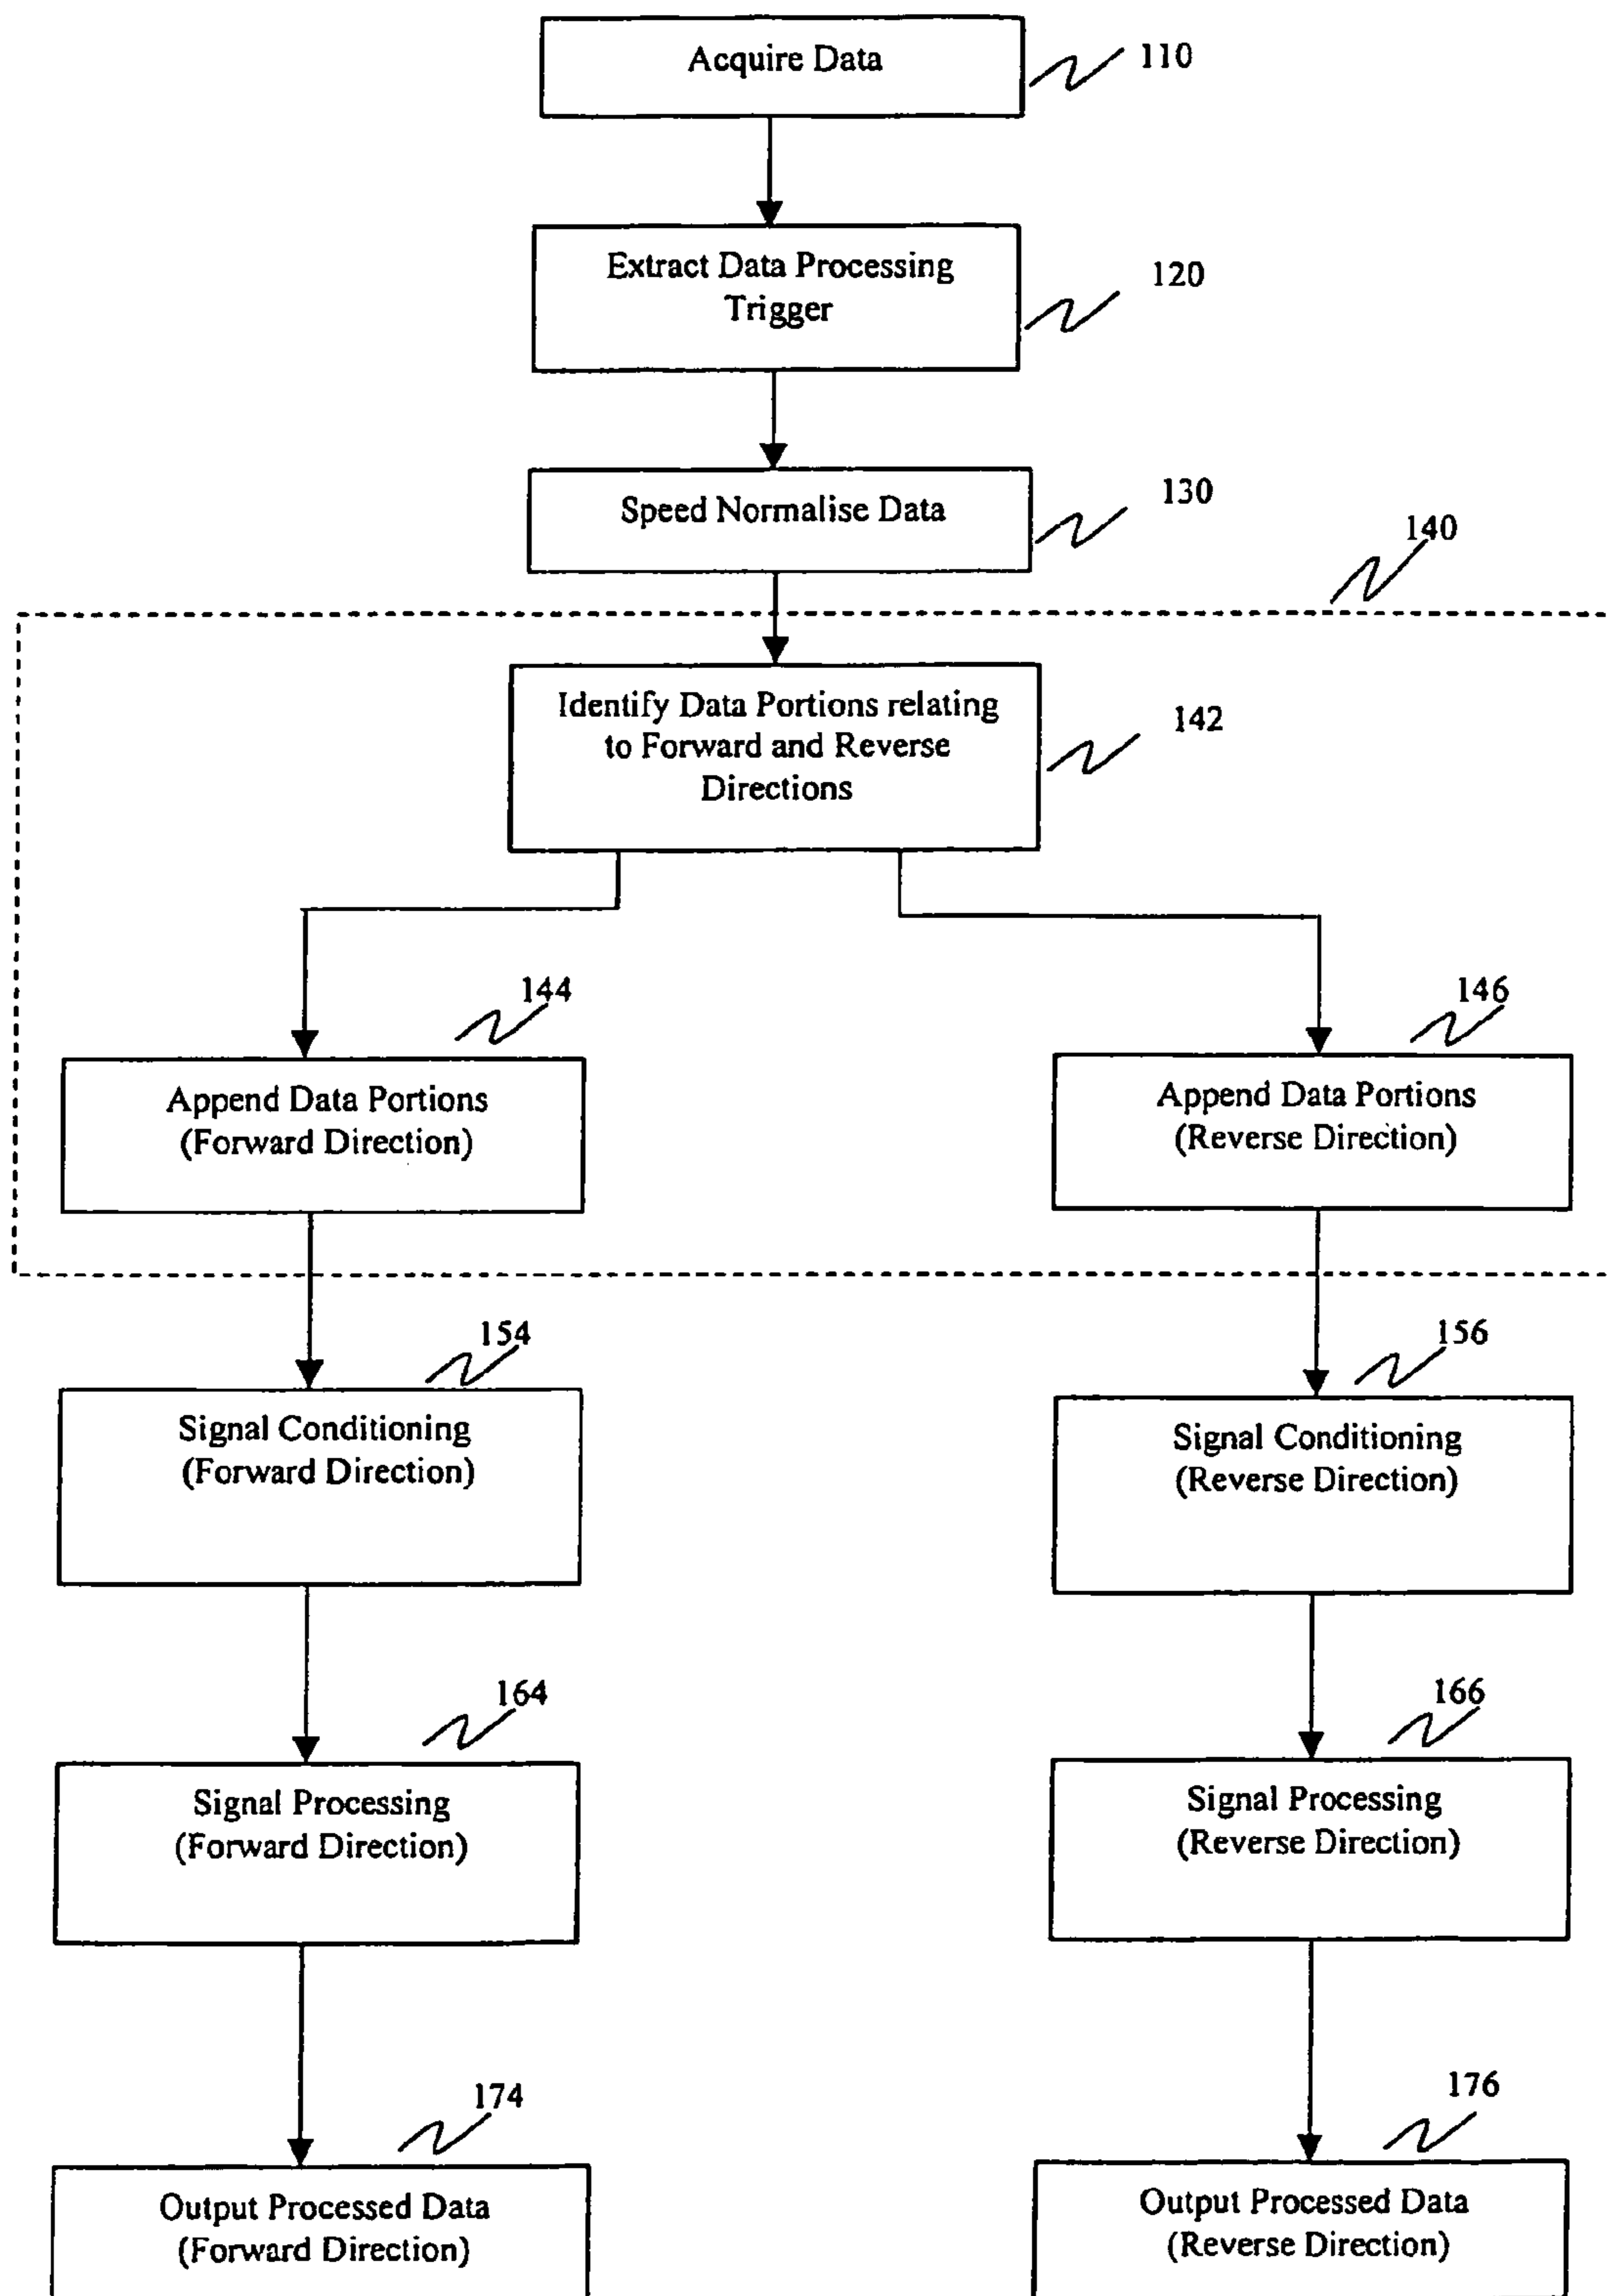 Acquire Data
110
Extract Data Processing
Trigger
120
Speed Normalise Data
130
140
Identify Data Portions relating
to Forward and Reverse
Directions
142
144
146
Append Data Portions
(Forward Direction)
Append Data Portions
(Reverse Direction)
154
156
Signal Conditioning
(Forward Direction)
Signal Conditioning
(Reverse Direction)
164
166
Signal Processing
(Forward Direction)
Signal Processing
(Reverse Direction)
174
176
Output Processed Data
(Forward Direction)
Output Processed Data
(Reverse Direction)